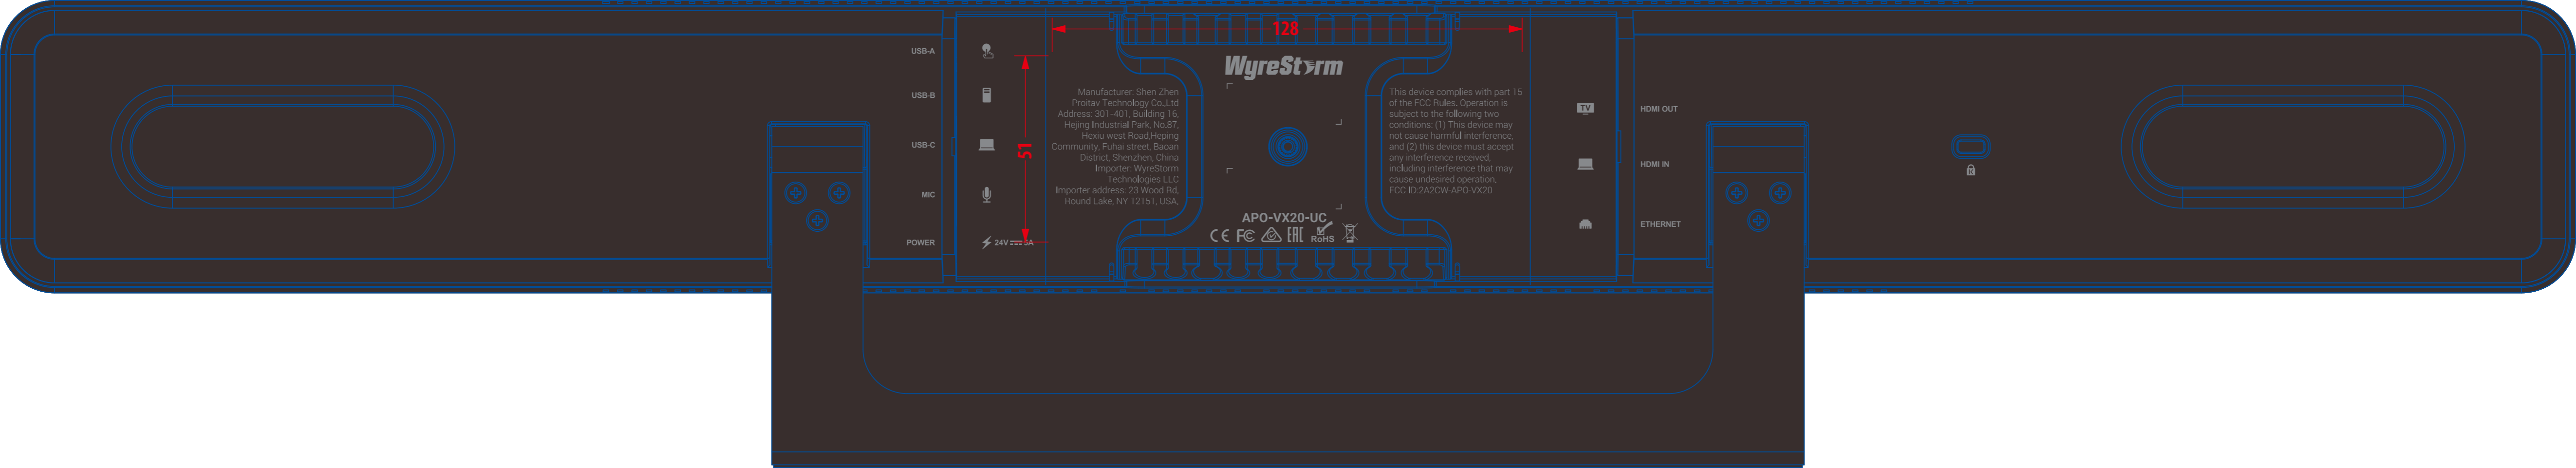 128
51
USB-A
USB-B
USB-C
MIC
POWER
24V
Manufacturer: Shen Zhen
Proitav Technology Co.,Ltd
Address: 301-401, Building 16,
Hejing Industrial Park, No.87,
Hexiu west Road,Heping
Community, Fuhai street, Baoan
District, Shenzhen, China
Importer: WyreStorm
Technologies LLC
Importer address: 23 Wood Rd,
Round Lake, NY 12151, USA.
WyreStorm
APO-VX20-UC
CE FC EAC RoHS
This device complies with part 15
of the FCC Rules. Operation is
subject to the following two
conditions: (1) This device may
not cause harmful interference,
and (2) this device must accept
any interference received,
including interference that may
cause undesired operation.
FCC ID:2A2CW-APO-VX20
TV
HDMI OUT
HDMI IN
ETHERNET
K